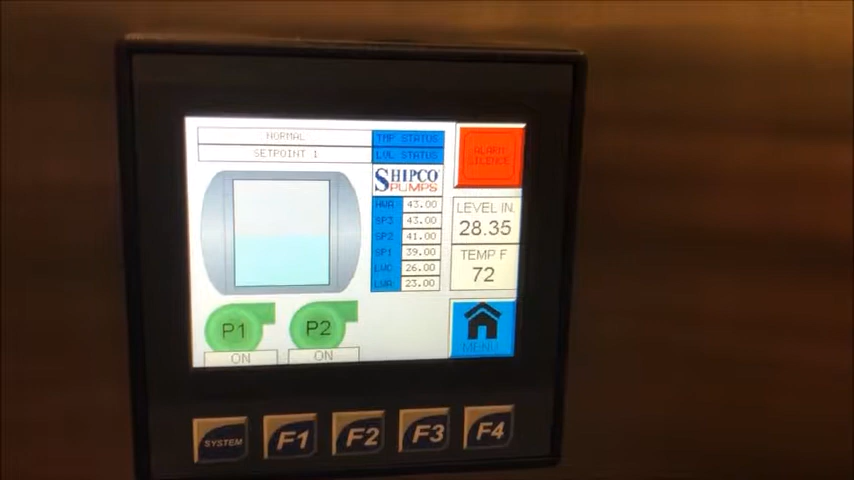 NORMAL
TMP STATUS
SETPOINT 1
LVL STATUS
ALARM
SILENCE
SHIPCO
PUMPS
HWA 43.00
SP3 43.00
SP2 41.00
SP1 39.00
LWC 26.00
LWA 23.00
LEVEL IN.
28.35
TEMP F
72
P1
P2
ON
ON
MENU
SYSTEM
F1
F2
F3
F4